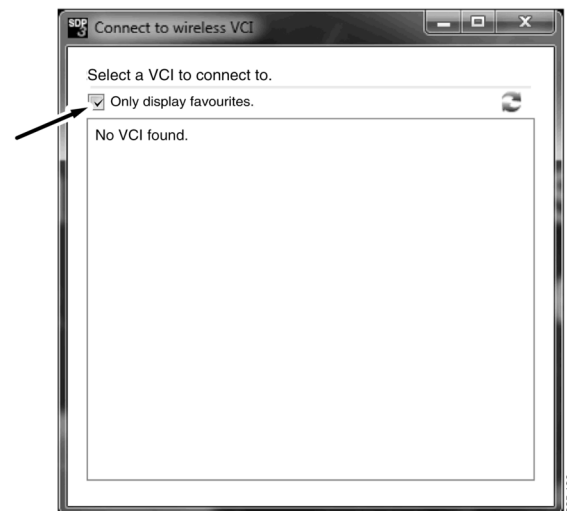 SDP 3 Connect to wireless VCI
Select a VCI to connect to.
Only display favourites.
No VCI found.